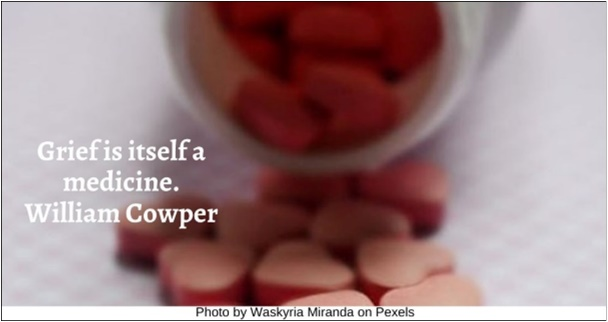 Grief is itself a
medicine.
William Cowper
Photo by Waskyria Miranda on Pexels